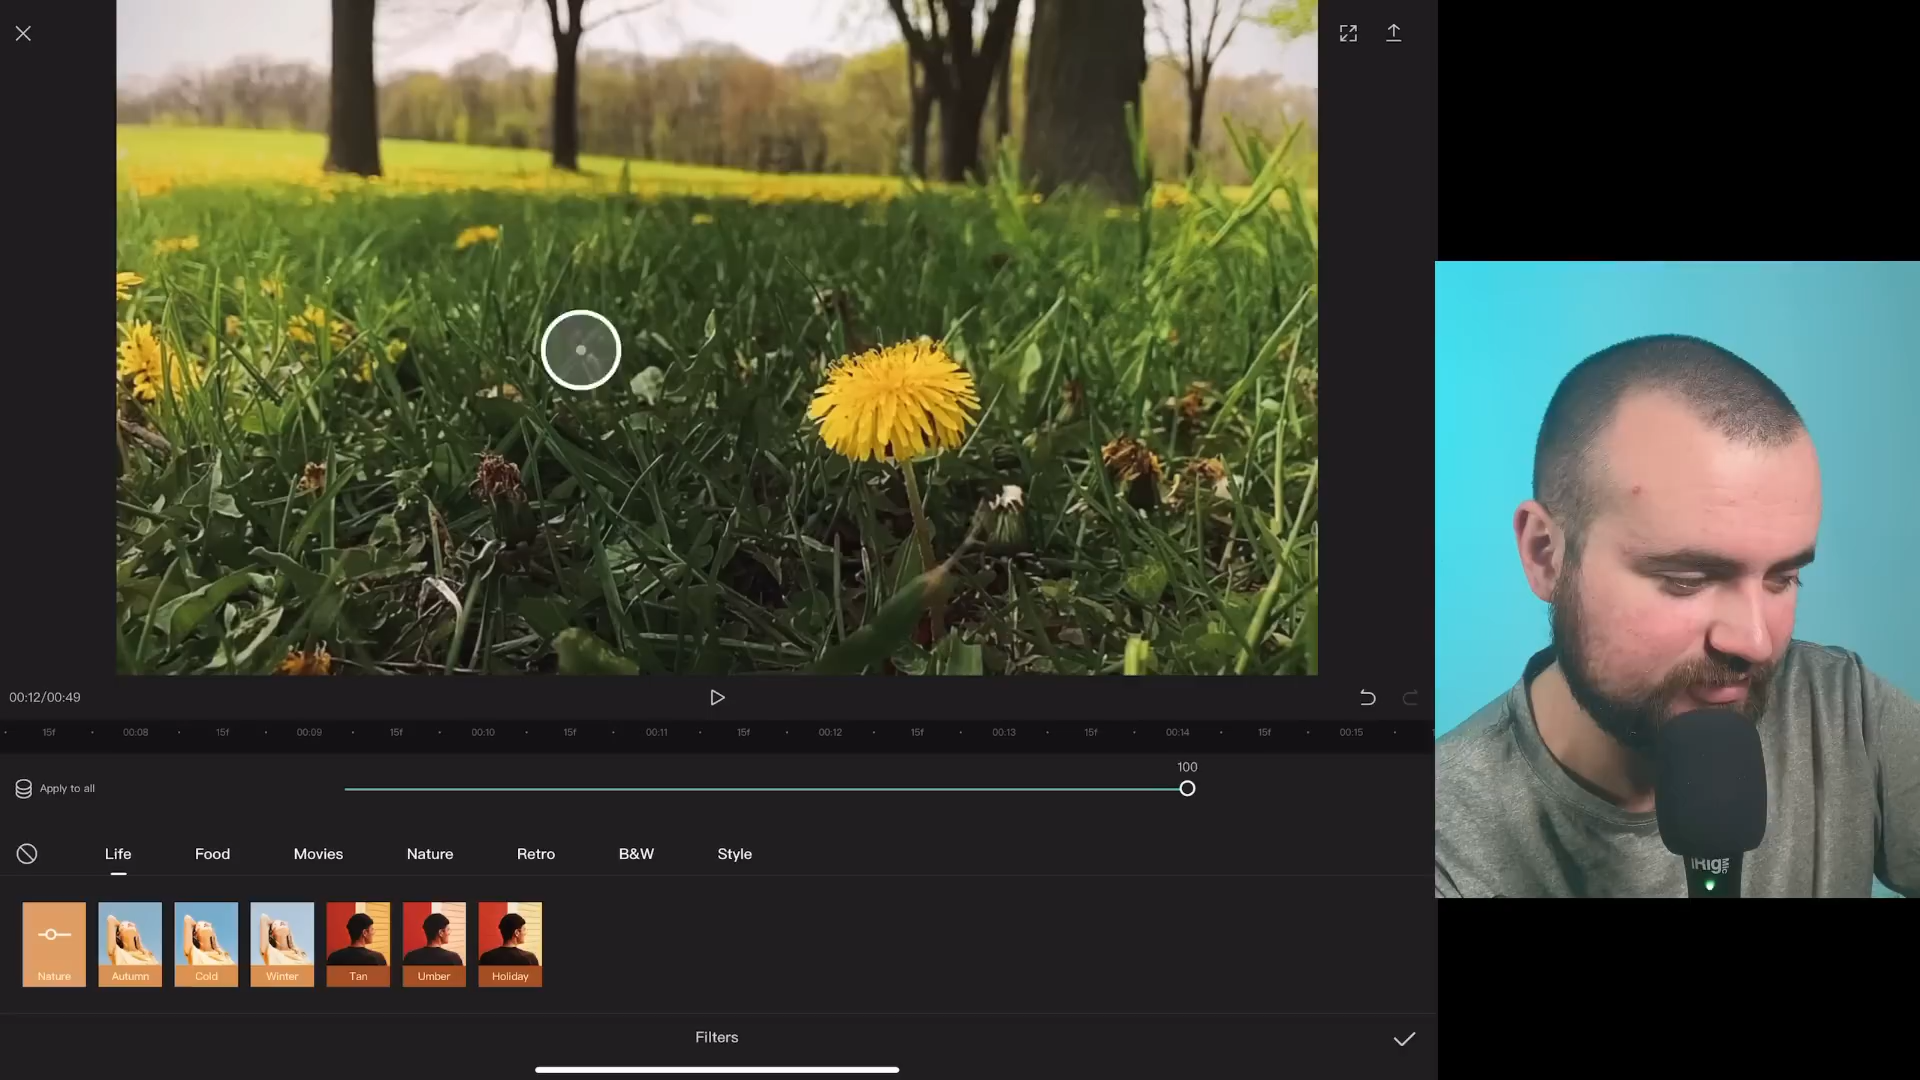 00:12/00:49
15f 00:08 15f 00:09 15f 00:10 15f 00:11 15f 00:12 15f 00:13 15f 00:14 15f 00:15
100
Apply to all
Life Food Movies Nature Retro B&W Style
Nature Autumn Cold Winter Tan Umber Holiday
Filters
iRig Mic